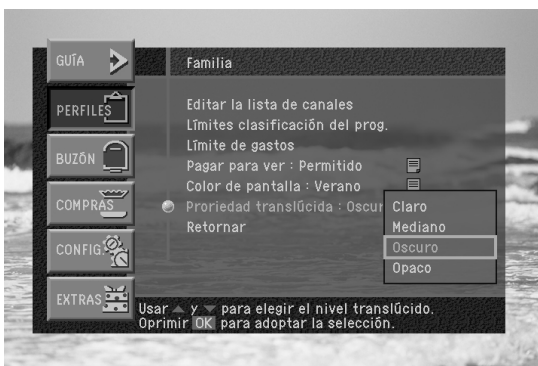 GUÍA
PERFILES
BUZÓN
COMPRAS
CONFIG.
EXTRAS
Familia
Editar la lista de canales
Límites clasificación del prog.
Límite de gastos
Pagar para ver : Permitido
Color de pantalla : Verano
Proriedad translúcida : Oscur
Retornar
Claro
Mediano
Oscuro
Opaco
Usar y para elegir el nivel translúcido.
Oprimir OK para adoptar la selección.